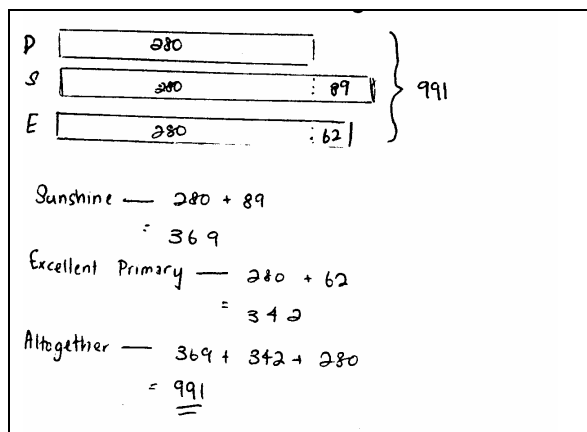 D 280
S 280 89
E 280 62
991
Sunshine — 280 + 89
: 369
Excellent Primary — 280 + 62
= 342
Altogether — 369 + 342 + 280
= 991